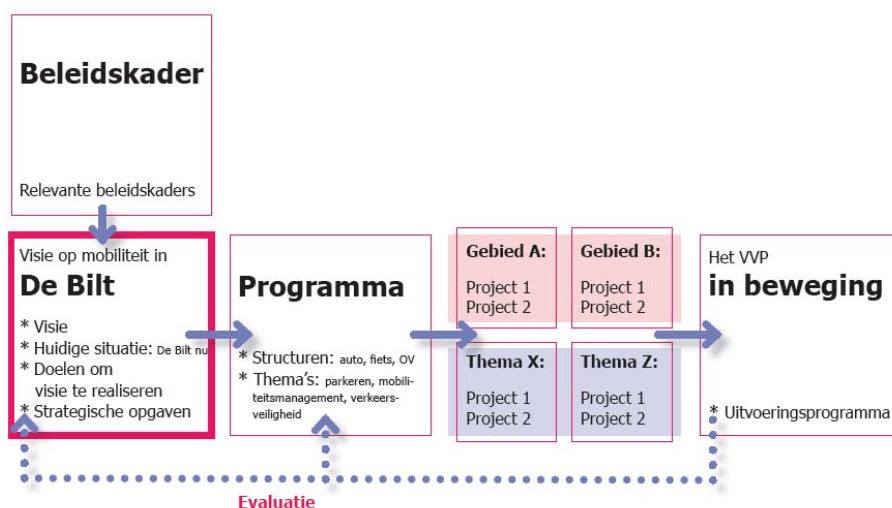 Beleidskader
Relevante beleidskaders
Visie op mobiliteit in
De Bilt
* Visie
* Huidige situatie: De Bilt nu
* Doelen om
visie te realiseren
* Strategische opgaven
Programma
* Structuren: auto, fiets, OV
* Thema's: parkeren, mobili-
teitsmanagement, verkeers-
veiligheid
Gebied A:
Project 1
Project 2
Gebied B:
Project 1
Project 2
Thema X:
Project 1
Project 2
Thema Z:
Project 1
Project 2
Het VVP
in beweging
* Uitvoeringsprogramma
Evaluatie